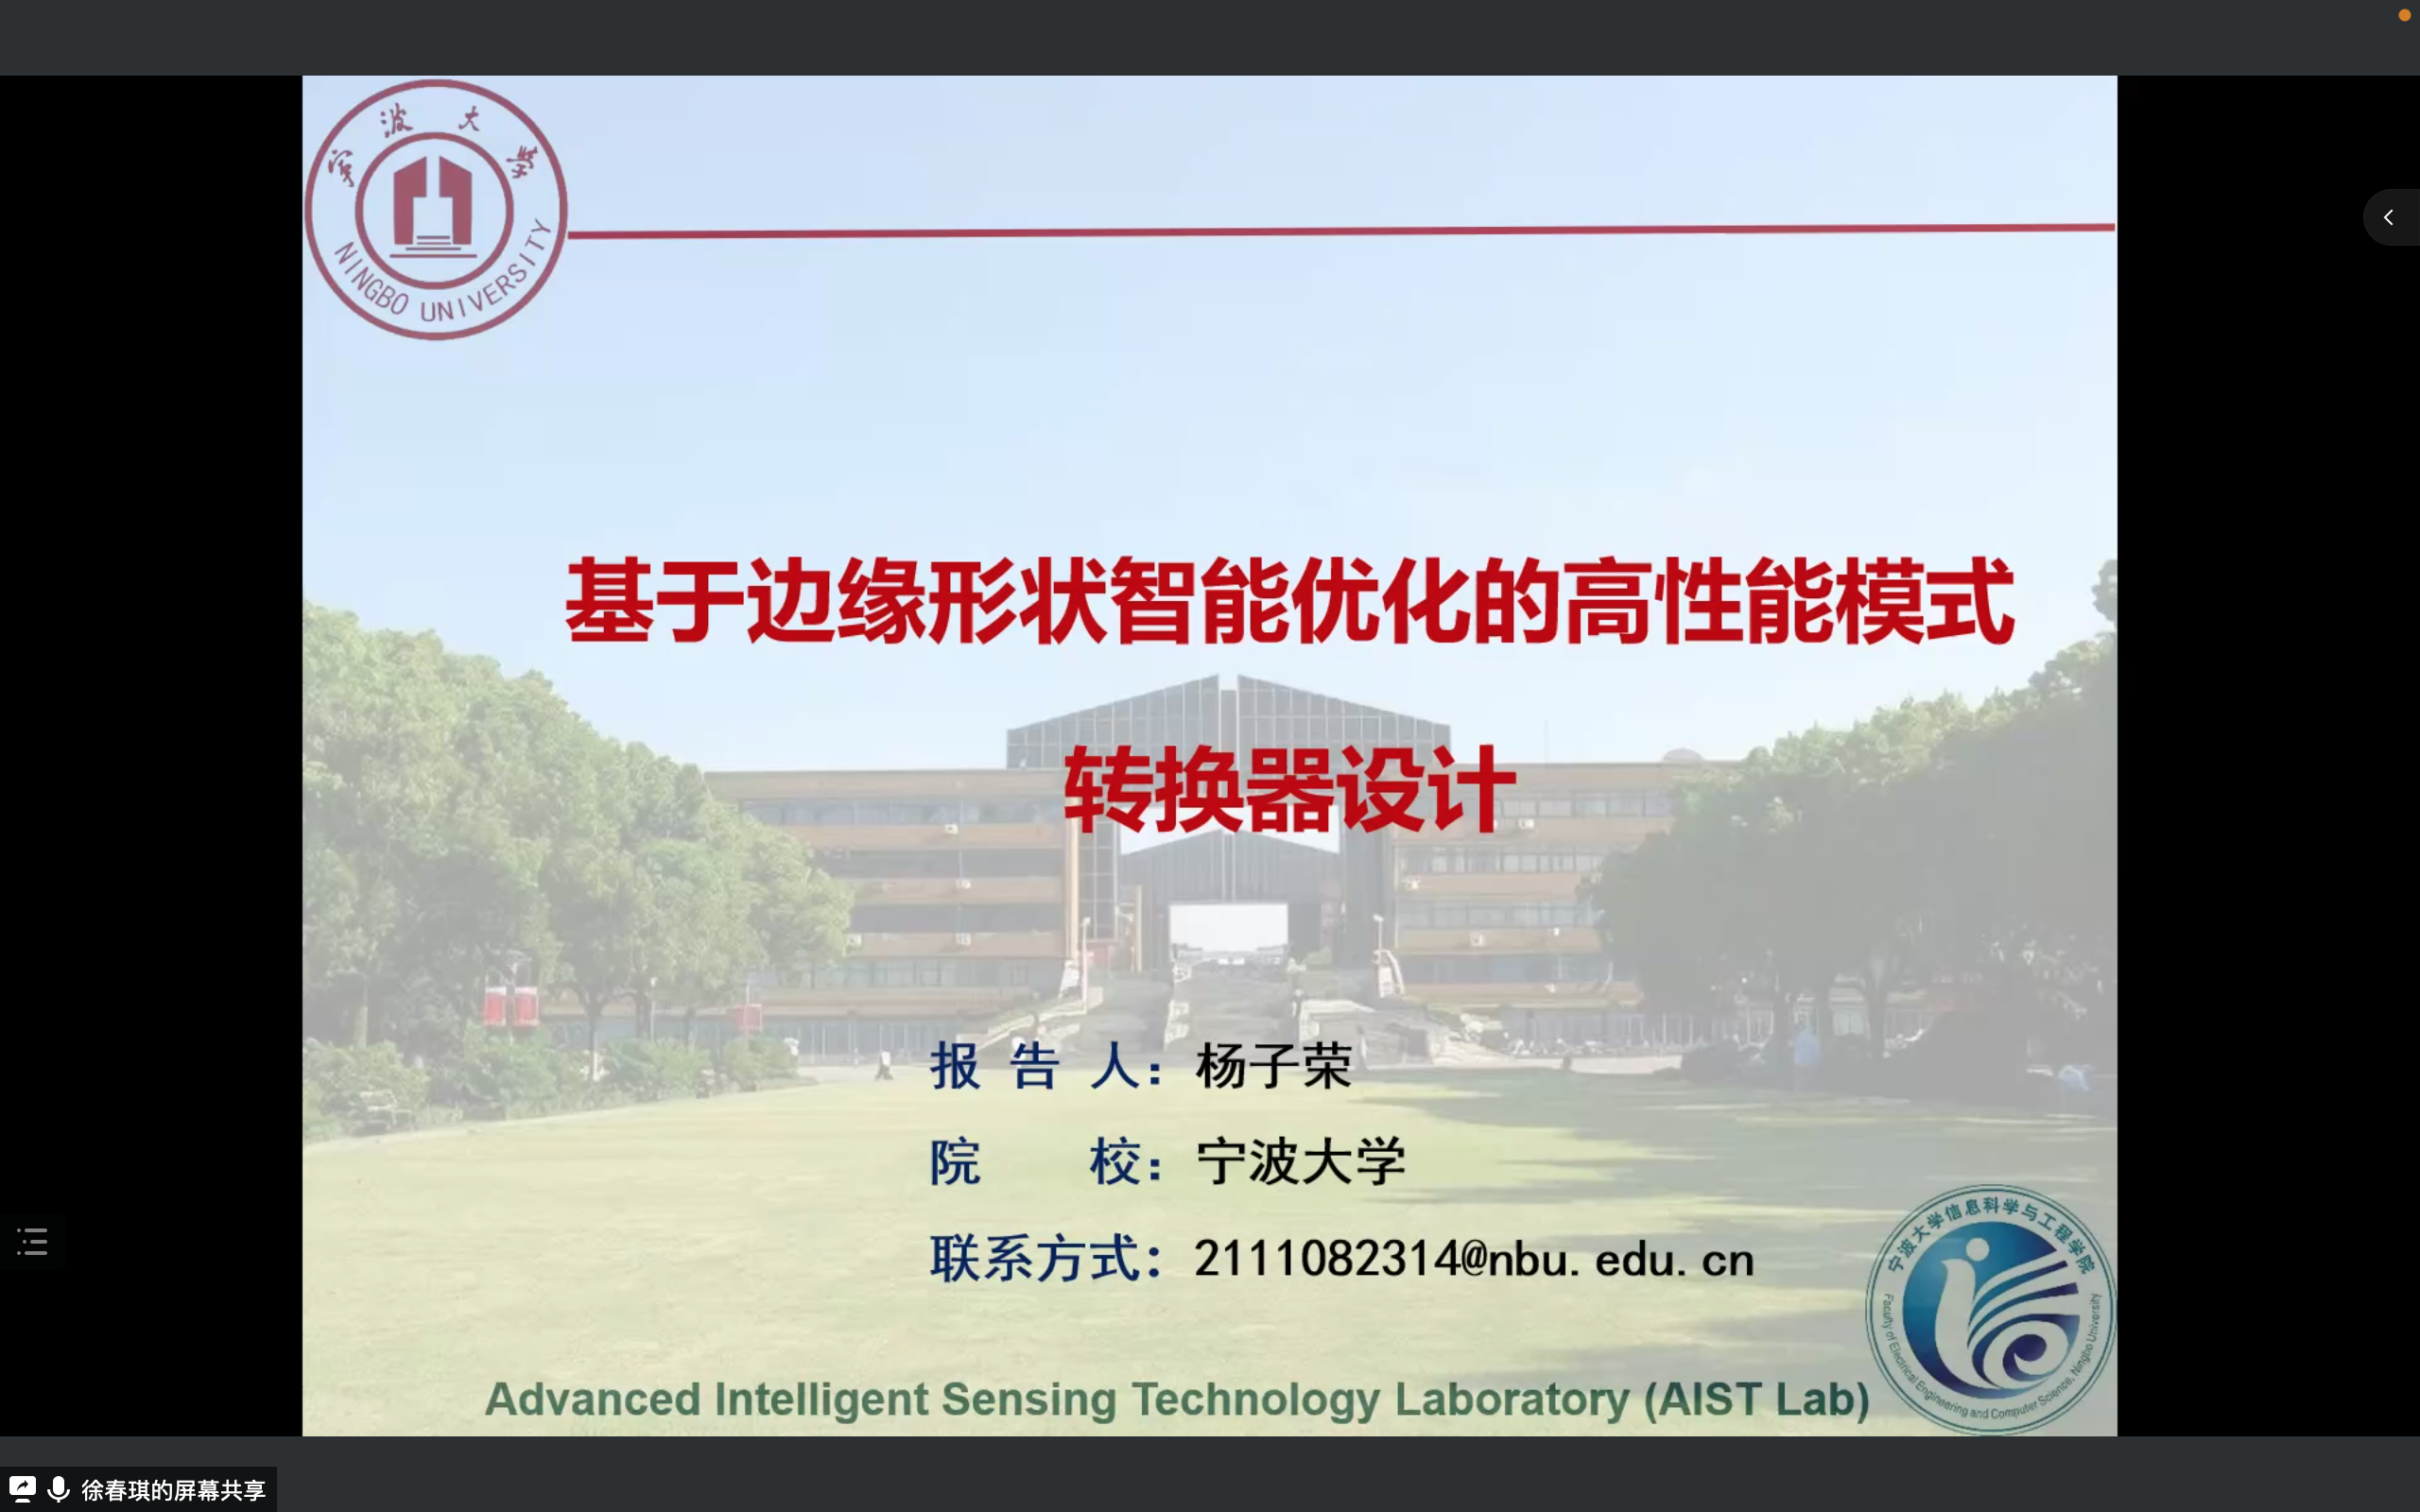 寧波大學
NINGBO UNIVERSITY
基于边缘形状智能优化的高性能模式
转换器设计
报 告 人：杨子荣
院 校：宁波大学
联系方式：2111082314@nbu.edu.cn
宁波大学信息科学与工程学院
Faculty of Electrical Engineering and Computer Science, Ningbo University
Advanced Intelligent Sensing Technology Laboratory (AIST Lab)
徐春琪的屏幕共享